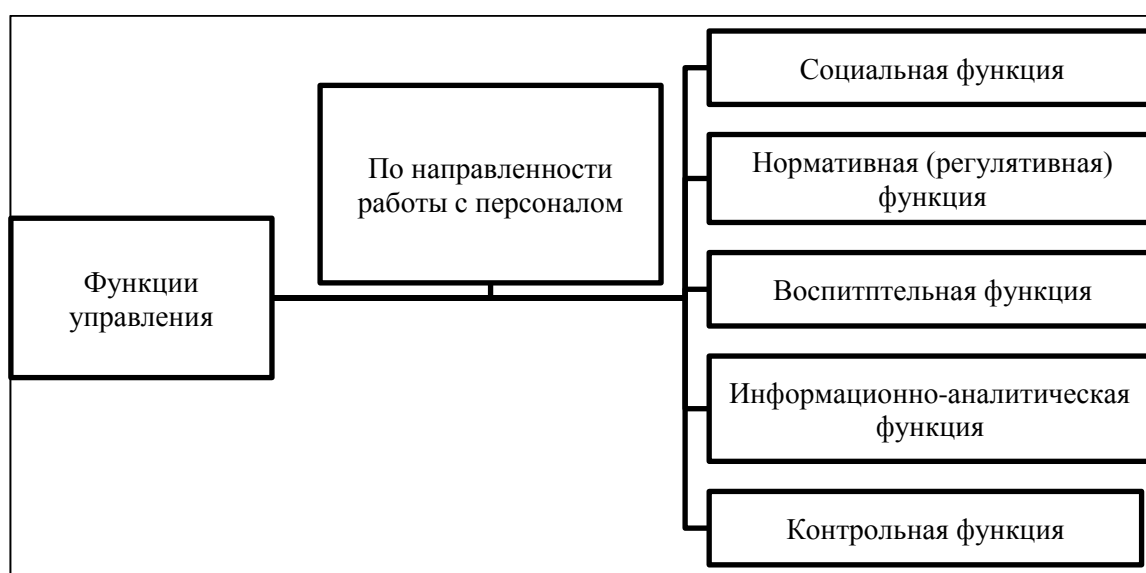 Функции
управления
По направленности
работы с персоналом
Социальная функция
Нормативная (регулятивная)
функция
Воспитптельная функция
Информационно-аналитическая
функция
Контрольная функция